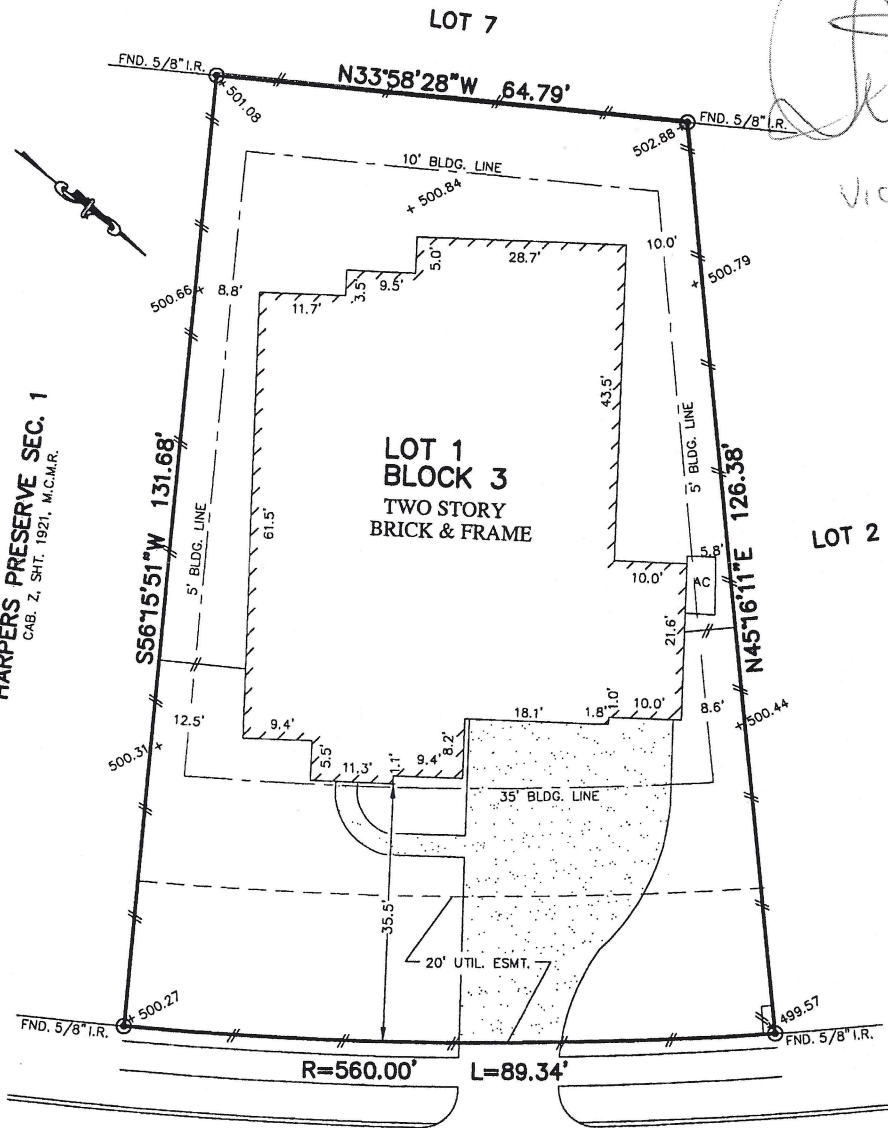 LOT 7
FND. 5/8" I.R.
N33°58'28"W 64.79'
FND. 5/8" I.R.
501.08
502.88
10' BLDG. LINE
500.84
10.0'
28.7'
5.0'
9.5'
3.5'
11.7'
8.8'
500.66
500.79
43.5'
HARPERS PRESERVE SEC. 1
CAB. Z, SHT. 1921, M.C.M.R.
S56°15'51"W 131.68'
5' BLDG. LINE
61.5'
LOT 1
BLOCK 3
TWO STORY
BRICK & FRAME
5' BLDG. LINE
N45°16'11"E 126.38'
LOT 2
5.8'
10.0'
AC
21.6'
12.5'
9.4'
5.5'
11.3'
1.1'
9.4'
8.2'
18.1'
1.8'
1.0'
10.0'
8.6'
500.44
500.31
35' BLDG. LINE
35.5'
20' UTIL. ESMT.
500.27
FND. 5/8" I.R.
499.57
FND. 5/8" I.R.
R=560.00' L=89.34'